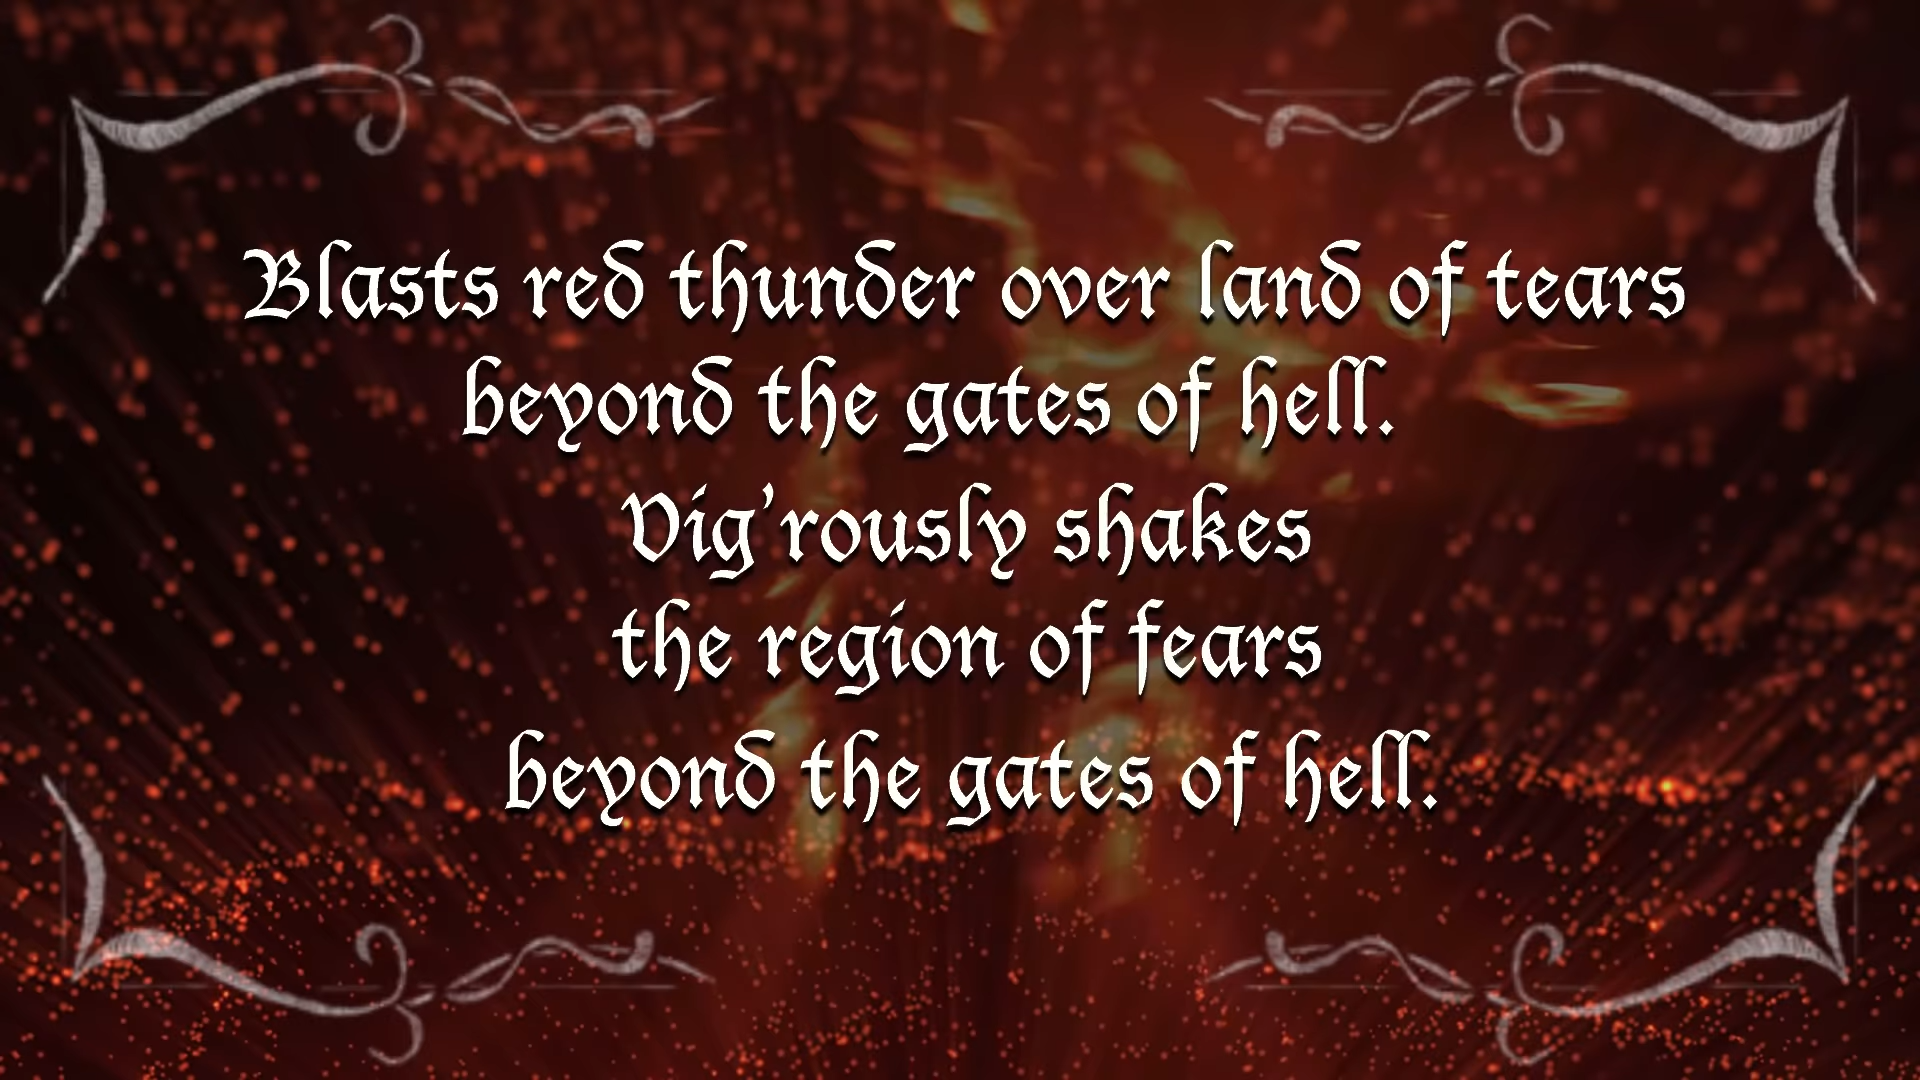 Blasts red thunder over land of tears
beyond the gates of hell.
Vig'rously shakes
the region of fears
beyond the gates of hell.